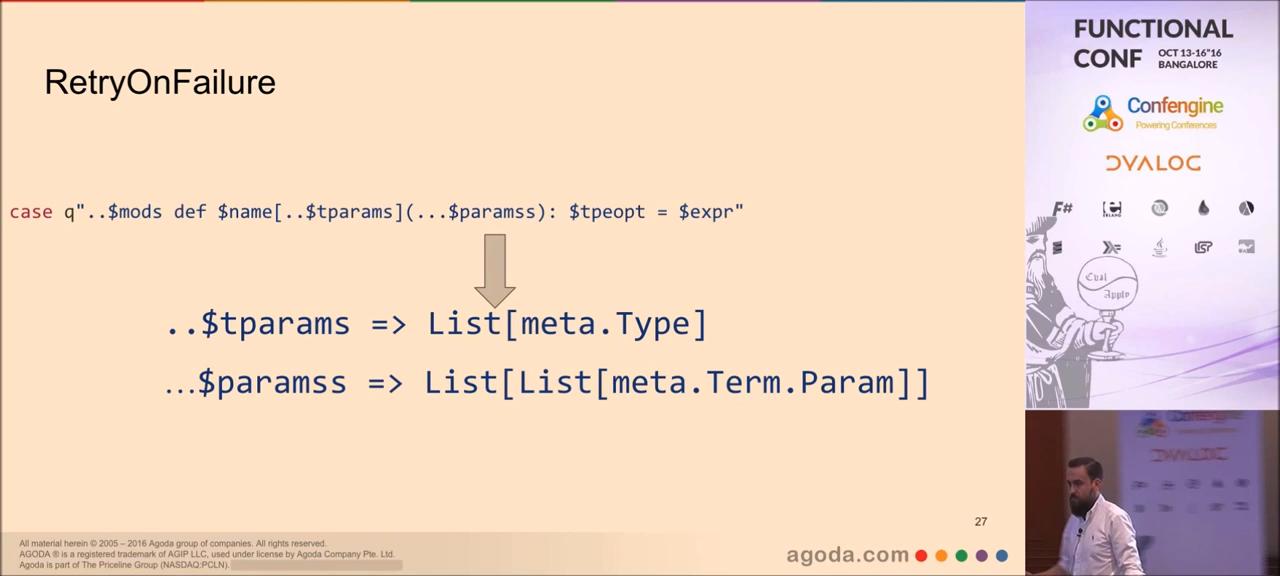 RetryOnFailure
case q"..$mods def $name[..$tparams](...$paramss): $tpeopt = $expr"
..$tparams => List[meta.Type]
...$paramss => List[List[meta.Term.Param]]
27
All material herein © 2005 – 2016 Agoda group of companies. All rights reserved.
AGODA ® is a registered trademark of AGIP LLC, used under license by Agoda Company Pte. Ltd.
Agoda is part of The Priceline Group (NASDAQ:PCLN).
agoda.com
FUNCTIONAL
CONF
OCT 13-16"16
BANGALORE
Confengine
Powering Conferences
DYALOG
F#
ERLANG
LISP
Eval
Apply